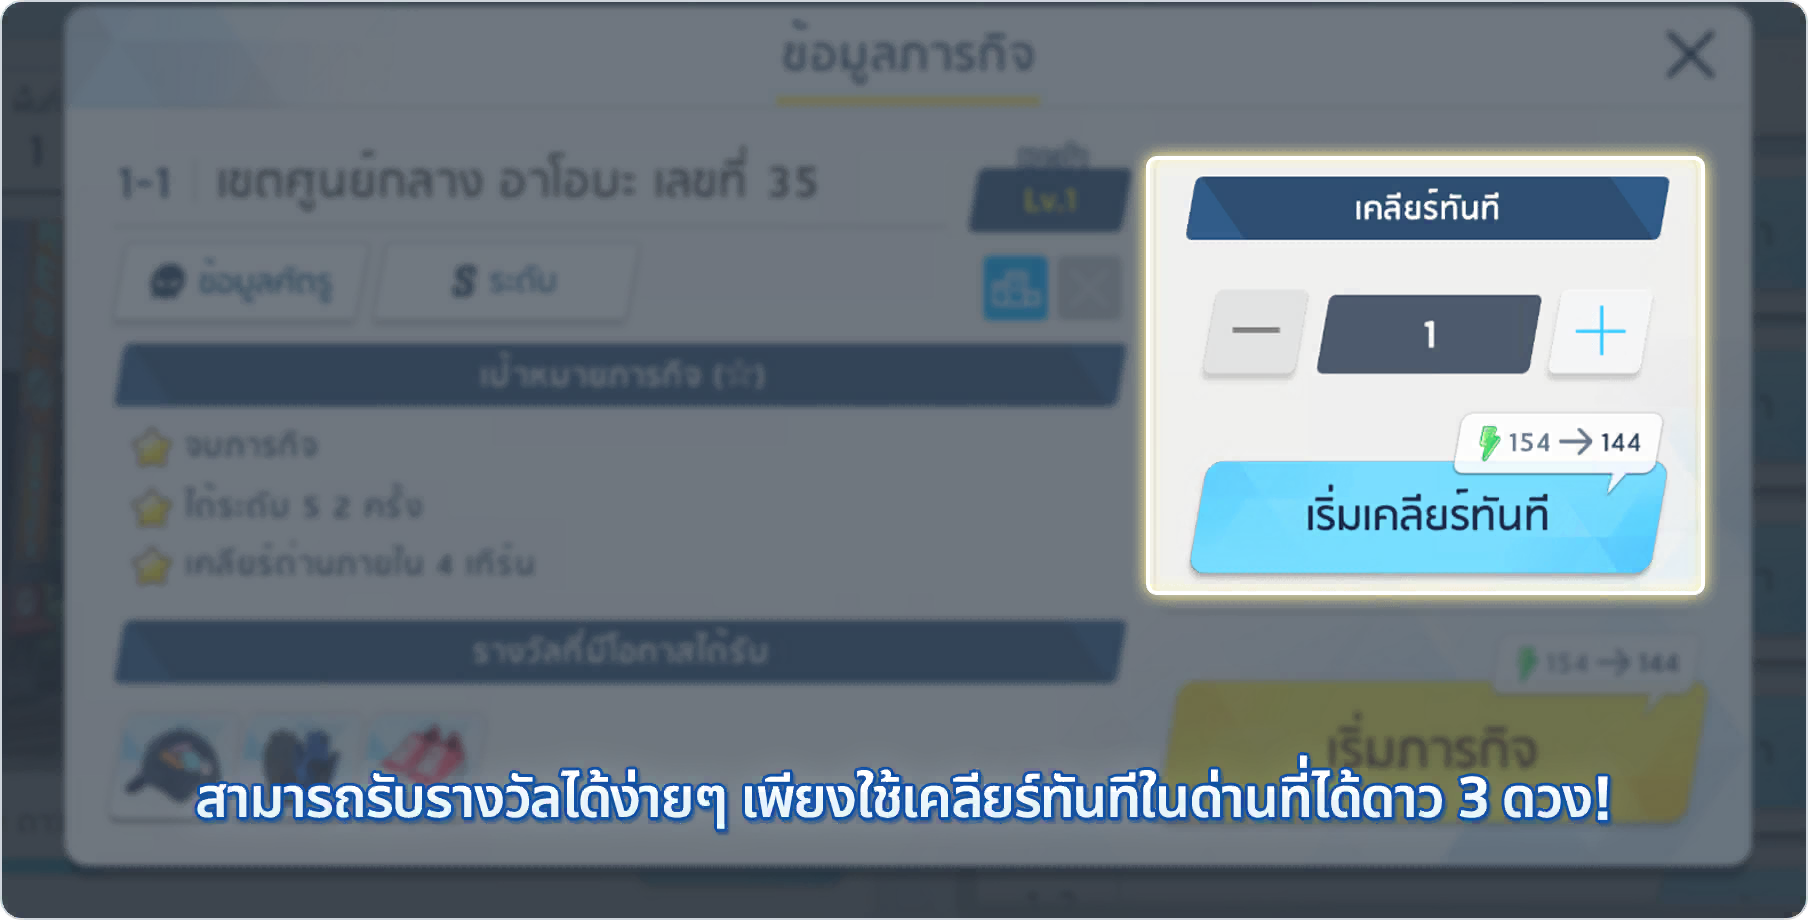 ข้อมูลภารกิจ
1
1-1 เขตศูนย์กลาง อาโอบะ เลขที่ 35
Lv.1
ข้อมูลศัตรู
S ระดับ
เป้าหมายภารกิจ (☆)
จบภารกิจ
ได้ระดับ S 2 ครั้ง
เคลียร์ด่านภายใน 4 เทิร์น
รางวัลที่มีโอกาสได้รับ
เคลียร์ทันที
1
154 → 144
เริ่มเคลียร์ทันที
154 → 144
เริ่มภารกิจ
สามารถรับรางวัลได้ง่ายๆ เพียงใช้เคลียร์ทันทีในด่านที่ได้ดาว 3 ดวง!